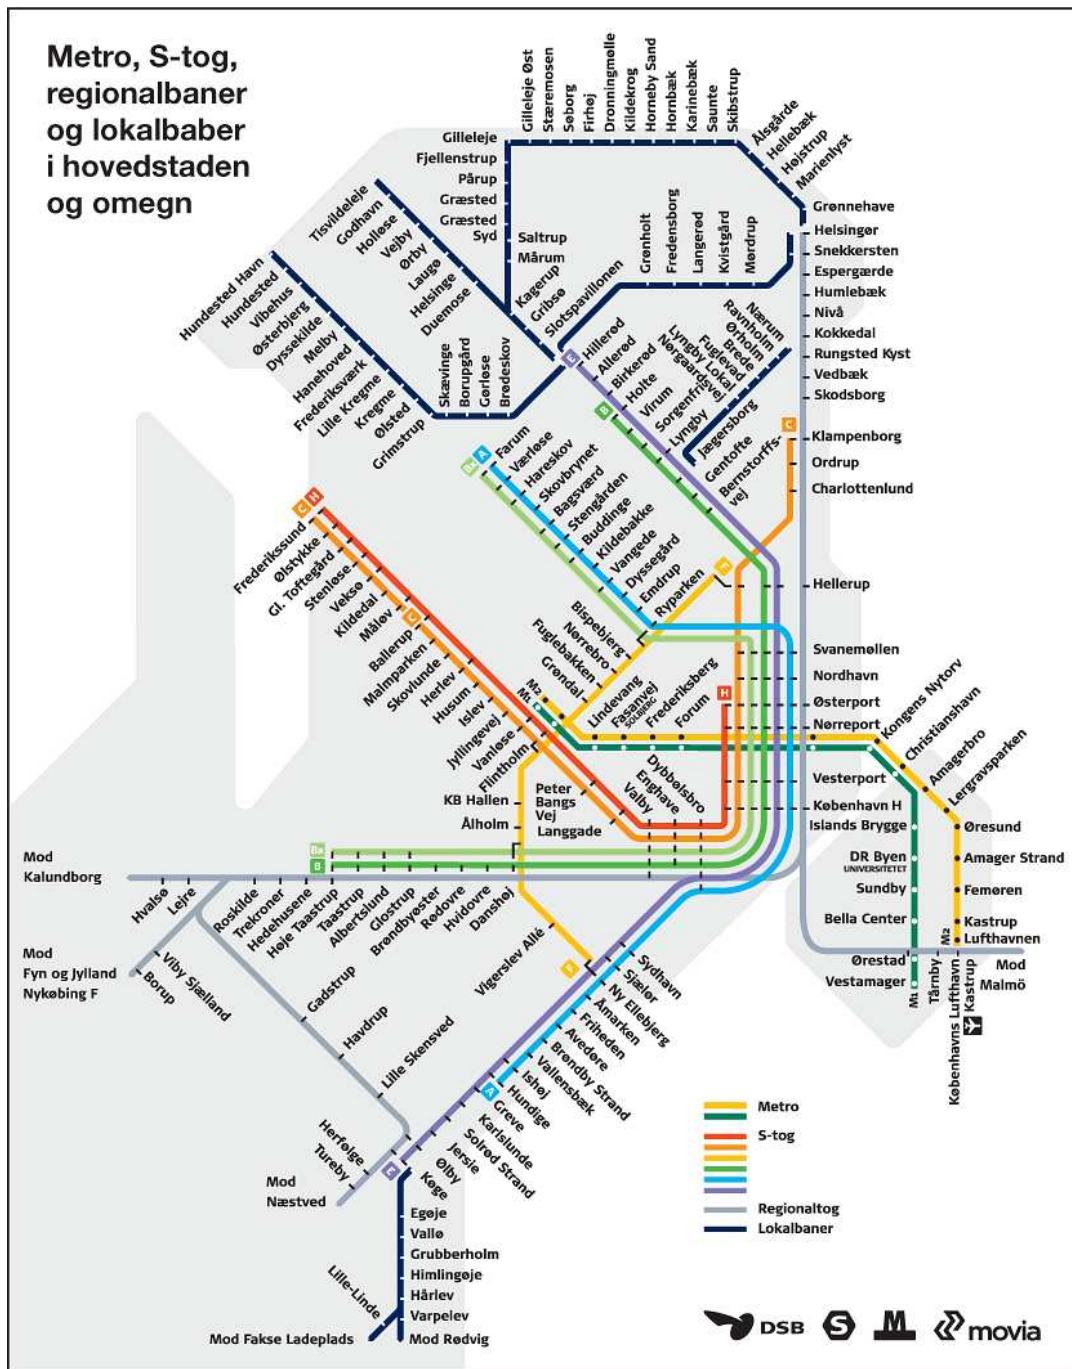 Metro, S-tog,
regionalbaner
og lokalbaber
i hovedstaden
og omegn
Gilleleje Øst
Stæremosen
Søborg
Firhøj
Dronningmølle
Kildekrog
Horneby Sand
Hornbæk
Karinebæk
Saunte
Skibstrup
Ålsgårde
Hellebæk
Højstrup
Marienlyst
Gilleleje
Fjellenstrup
Pårup
Græsted
Græsted
Syd
Saltrup
Mårum
Kagerup
Gribsø
Slotspavillonen
Tisvildeleje
Godhavn
Holløse
Vejby
Ørby
Laugø
Helsinge
Duemose
Grønholt
Fredensborg
Langerød
Kvistgård
Mørdrup
Grønnehave
Helsingør
Snekkersten
Espergærde
Humlebæk
Nivå
Kokkedal
Rungsted Kyst
Vedbæk
Skodsborg
Klampenborg
Ordrup
Charlottenlund
Hellerup
Svanemøllen
Nordhavn
Østerport
Nørreport
Vesterport
København H
Hundested Havn
Hundested
Vibehus
Østerbjerg
Dyssekilde
Melby
Hanehoved
Frederiksværk
Lille Kregme
Kregme
Ølsted
Grimstrup
Skævinge
Borupgård
Gørløse
Brødeskov
E
Hillerød
Allerød
Birkerød
B
Holte
Virum
Sorgenfri
Lyngby
Jægersborg
Gentofte
Bernstorffs-
vej
Nærum
Ravnholm
Ørholm
Brede
Fuglevad
Lyngby Lokal
Nørgaardsvej
C
Bx
A
Farum
Værløse
Hareskov
Skovbrynet
Bagsværd
Stengården
Buddinge
Kildebakke
Vangede
Dyssegård
Emdrup
Ryparken
F
Bispebjerg
Nørrebro
Fuglebakken
Grøndal
C
H
Frederikssund
Ølstykke
Gl. Toftegård
Stenløse
Veksø
Kildedal
Måløv
C
Ballerup
Malmparken
Skovlunde
Herlev
Husum
Islev
Jyllingevej
Vanløse
Flintholm
M2
M1
Lindevang
Fasanvej
SOLBJERG
Frederiksberg
Forum
H
Kongens Nytorv
Christianshavn
Amagerbro
Lergravsparken
Øresund
Amager Strand
Femøren
Kastrup
Lufthavnen
M2
Islands Brygge
DR Byen
UNIVERSITETET
Sundby
Bella Center
Ørestad
Vestamager
M1
Tårnby
Københavns Lufthavn
Kastrup
Mod
Malmö
KB Hallen
Ålholm
Peter
Bangs
Vej
Langgade
Valby
Enghave
Dybbølsbro
Bx
B
Mod
Kalundborg
Hvalsø
Lejre
Roskilde
Trekroner
Hedehusene
Høje Taastrup
Taastrup
Albertslund
Glostrup
Brøndbyøster
Rødovre
Hvidovre
Danshøj
Vigerslev Allé
F
Mod
Fyn og Jylland
Nykøbing F
Viby Sjælland
Borup
Gadstrup
Havdrup
Lille Skensved
Herfølge
Tureby
Mod
Næstved
Sydhavn
Sjælør
Ny Ellebjerg
Åmarken
Friheden
Avedøre
Brøndby Strand
Vallensbæk
Ishøj
Hundige
A
Greve
Karlslunde
Solrød Strand
Jersie
Ølby
Køge
E
Egøje
Vallø
Grubberholm
Himlingøje
Hårlev
Varpelev
Lille-Linde
Mod Fakse Ladeplads
Mod Rødvig
Metro
S-tog
Regionaltog
Lokalbaner
DSB
S
M
movia